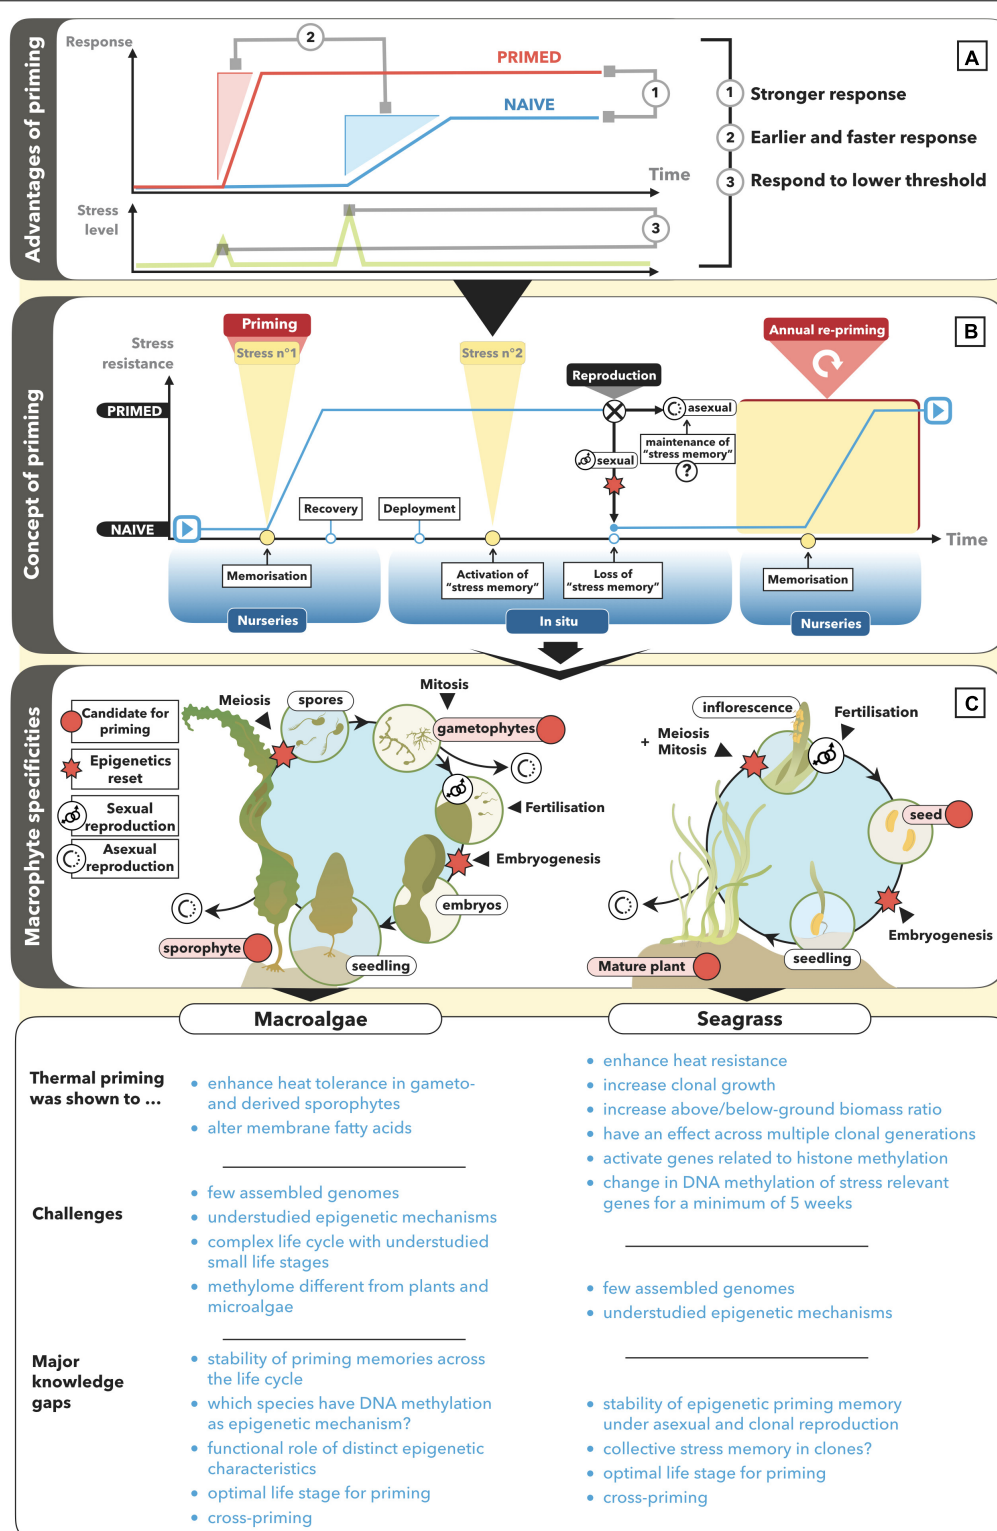 Advantages of priming
A
Response
2
PRIMED
NAIVE
1
Time
Stress
level
3
1 Stronger response
2 Earlier and faster response
3 Respond to lower threshold
Concept of priming
B
Stress
resistance
Priming
Stress n°1
Stress n°2
Reproduction
Annual re-priming
PRIMED
asexual
maintenance of
"stress memory"
?
sexual
Recovery
Deployment
NAIVE
Time
Memorisation
Activation of
"stress memory"
Loss of
"stress memory"
Memorisation
Nurseries
In situ
Nurseries
Macrophyte specificities
C
Candidate for
priming
Epigenetics
reset
Sexual
reproduction
Asexual
reproduction
Meiosis
spores
Mitosis
gametophytes
Fertilisation
Embryogenesis
embryos
seedling
sporophyte
inflorescence
Fertilisation
+ Meiosis
Mitosis
seed
Embryogenesis
seedling
Mature plant
Macroalgae
Seagrass
Thermal priming
was shown to ...
• enhance heat tolerance in gameto-
and derived sporophytes
• alter membrane fatty acids
• enhance heat resistance
• increase clonal growth
• increase above/below-ground biomass ratio
• have an effect across multiple clonal generations
• activate genes related to histone methylation
• change in DNA methylation of stress relevant
genes for a minimum of 5 weeks
Challenges
• few assembled genomes
• understudied epigenetic mechanisms
• complex life cycle with understudied
small life stages
• methylome different from plants and
microalgae
• few assembled genomes
• understudied epigenetic mechanisms
Major
knowledge
gaps
• stability of priming memories across
the life cycle
• which species have DNA methylation
as epigenetic mechanism?
• functional role of distinct epigenetic
characteristics
• optimal life stage for priming
• cross-priming
• stability of epigenetic priming memory
under asexual and clonal reproduction
• collective stress memory in clones?
• optimal life stage for priming
• cross-priming